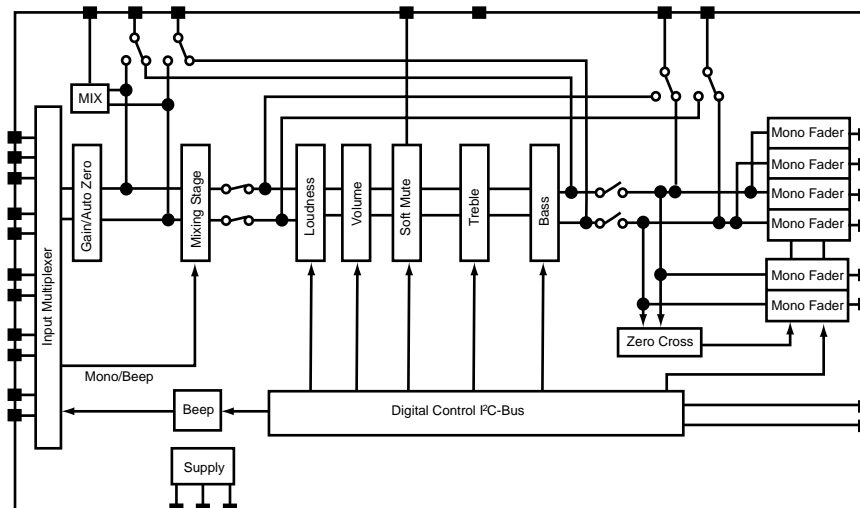 MIX
Input Multiplexer
Gain/Auto Zero
Mixing Stage
Loudness
Volume
Soft Mute
Treble
Bass
Mono Fader
Mono Fader
Mono Fader
Mono Fader
Mono Fader
Mono Fader
Zero Cross
Mono/Beep
Beep
Digital Control I²C-Bus
Supply